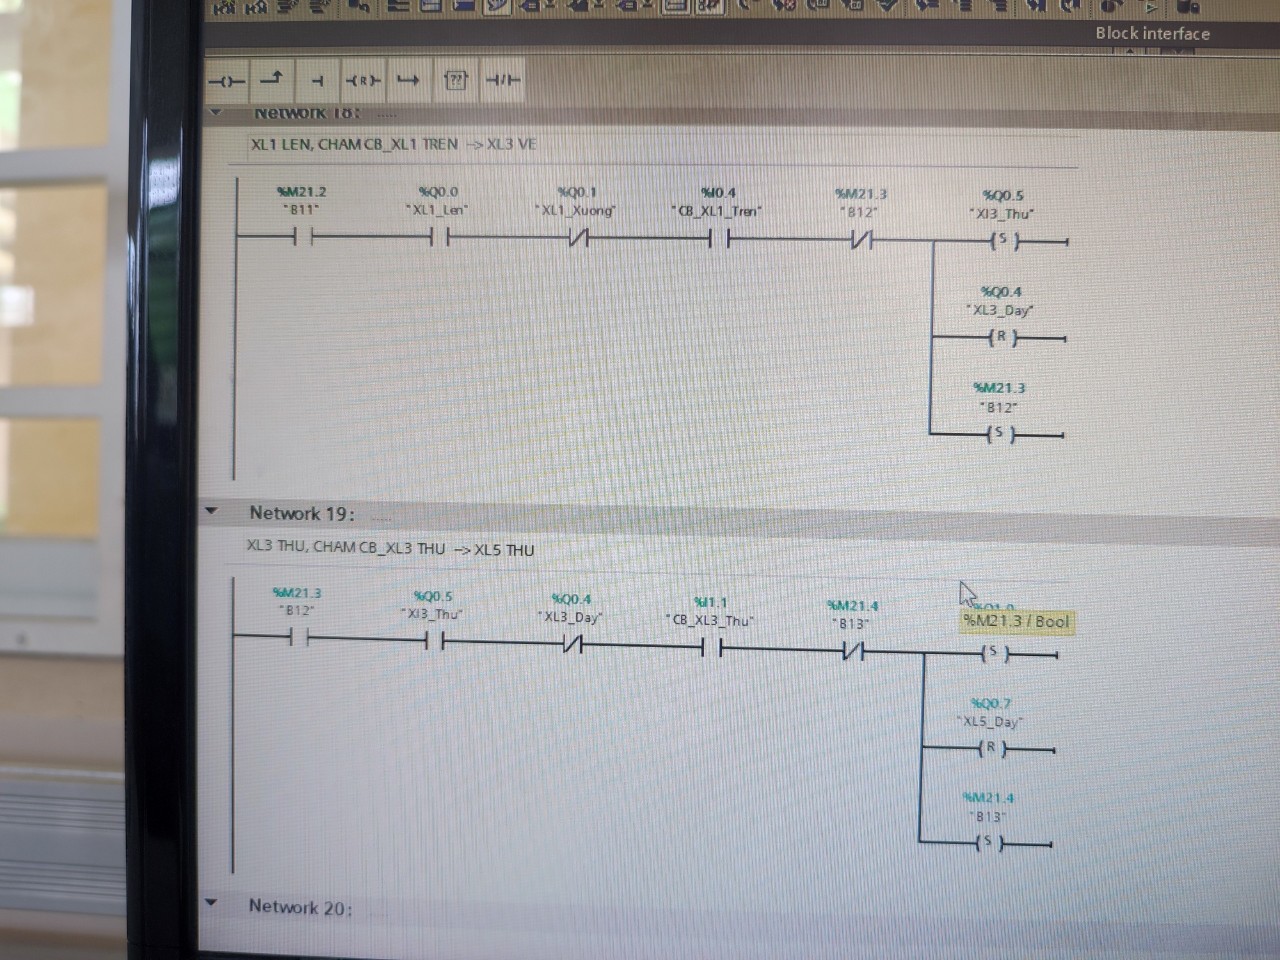 Block interface
Network 18: .....
XL1 LEN, CHAM CB_XL1 TREN --> XL3 VE
%M21.2 %Q0.0 %Q0.1 %I0.4 %M21.3 %Q0.5
"B11" "XL1_Len" "XL1_Xuong" "CB_XL1_Tren" "B12" "Xl3_Thu"
S
%Q0.4
"XL3_Day"
R
%M21.3
"B12"
S
Network 19: .....
XL3 THU, CHAM CB_XL3 THU --> XL5 THU
%M21.3 %Q0.5 %Q0.4 %I1.1 %M21.4
"B12" "Xl3_Thu" "XL3_Day" "CB_XL3_Thu" "B13" %M21.3 / Bool
S
%Q0.7
"XL5_Day"
R
%M21.4
"B13"
S
Network 20: